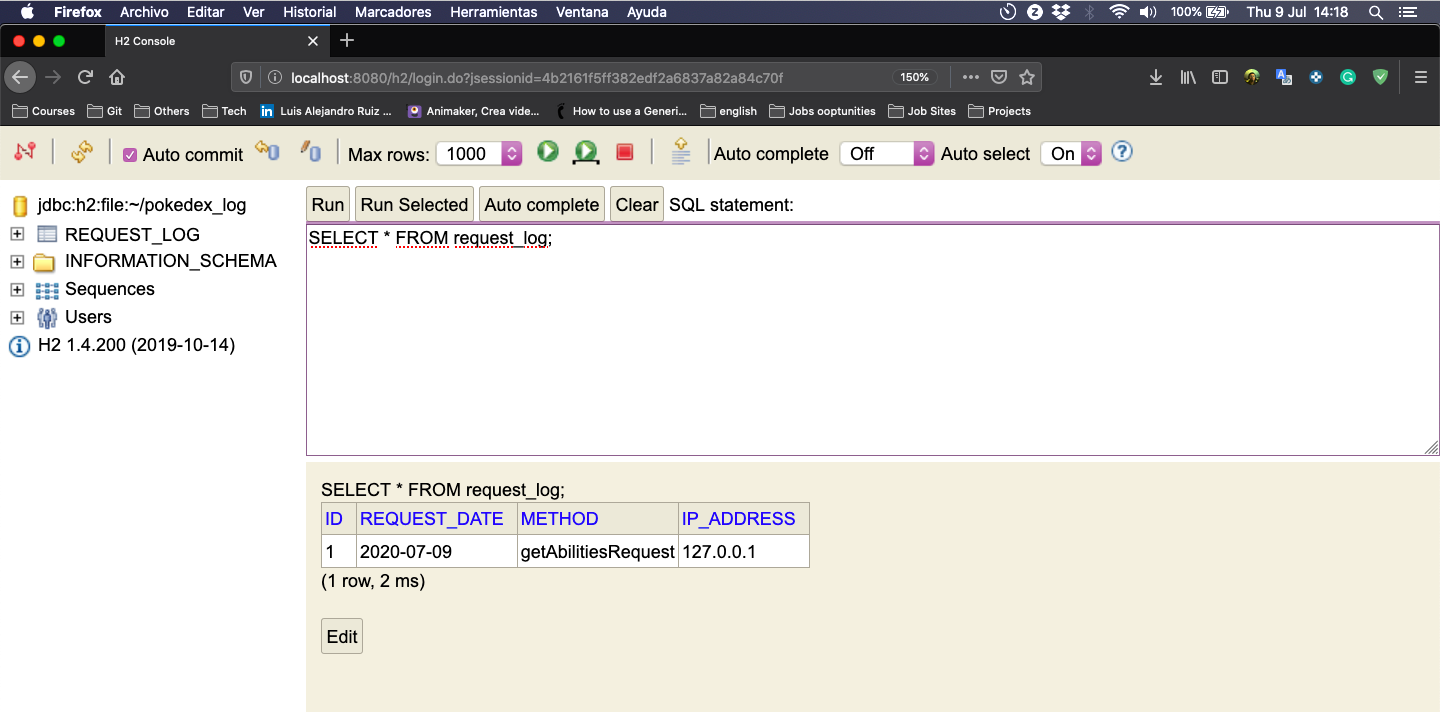 Firefox Archivo Editar Ver Historial Marcadores Herramientas Ventana Ayuda 100% Thu 9 Jul 14:18
H2 Console
localhost:8080/h2/login.do?jsessionid=4b2161f5ff382edf2a6837a82a84c70f 150%
Courses Git Others Tech in Luis Alejandro Ruiz ... Animaker, Crea vide... How to use a Generi... english Jobs ooptunities Job Sites Projects
Auto commit Max rows: 1000 Auto complete Off Auto select On ?
jdbc:h2:file:~/pokedex_log
REQUEST_LOG
INFORMATION_SCHEMA
Sequences
Users
H2 1.4.200 (2019-10-14)
Run Run Selected Auto complete Clear SQL statement:
SELECT * FROM request_log;
SELECT * FROM request_log;
ID REQUEST_DATE METHOD IP_ADDRESS
1 2020-07-09 getAbilitiesRequest 127.0.0.1
(1 row, 2 ms)
Edit